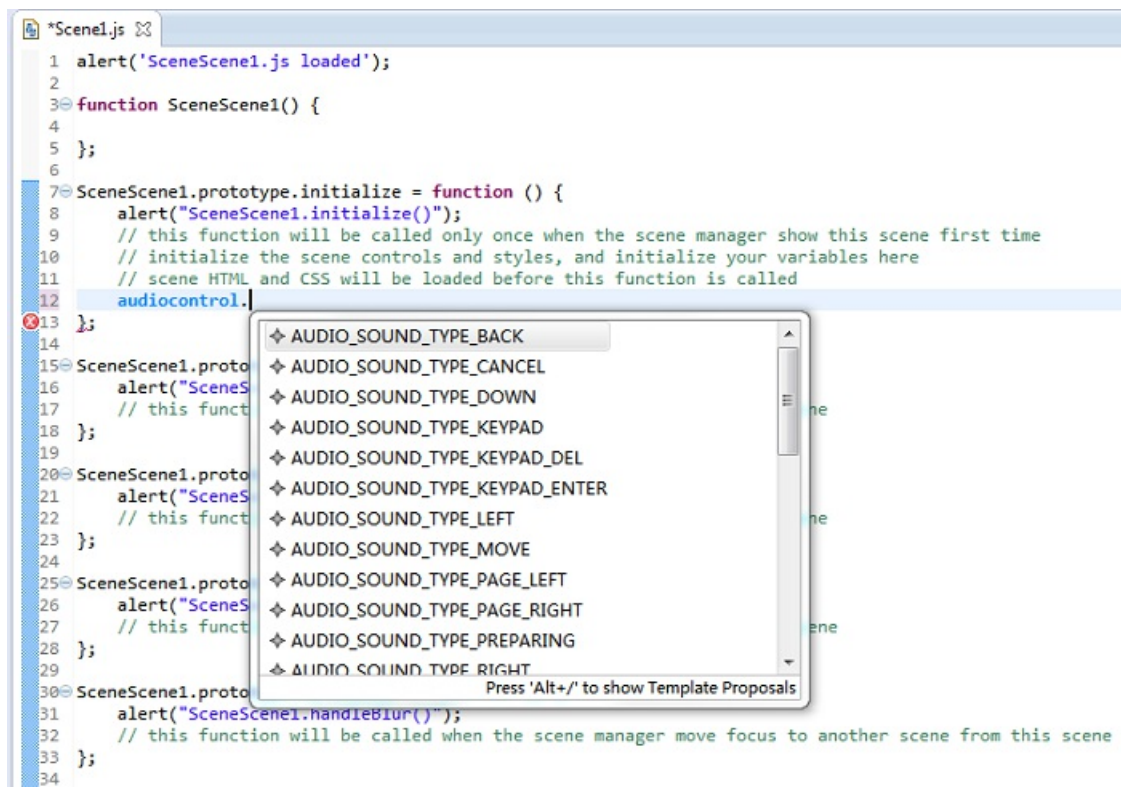 *Scene1.js
1 alert('SceneScene1.js loaded');
2
3 function SceneScene1() {
4
5 };
6
7 SceneScene1.prototype.initialize = function () {
8 alert("SceneScene1.initialize()");
9 // this function will be called only once when the scene manager show this scene first time
10 // initialize the scene controls and styles, and initialize your variables here
11 // scene HTML and CSS will be loaded before this function is called
12 audiocontrol.
13 };
14
15 SceneScene1.proto
16 alert("SceneS
17 // this funct
18 };
19
20 SceneScene1.proto
21 alert("SceneS
22 // this funct
23 };
24
25 SceneScene1.proto
26 alert("SceneS
27 // this funct
28 };
29
30 SceneScene1.proto
31 alert("SceneScene1.handleBlur()");
32 // this function will be called when the scene manager move focus to another scene from this scene
33 };
34
AUDIO_SOUND_TYPE_BACK
AUDIO_SOUND_TYPE_CANCEL
AUDIO_SOUND_TYPE_DOWN
AUDIO_SOUND_TYPE_KEYPAD
AUDIO_SOUND_TYPE_KEYPAD_DEL
AUDIO_SOUND_TYPE_KEYPAD_ENTER
AUDIO_SOUND_TYPE_LEFT
AUDIO_SOUND_TYPE_MOVE
AUDIO_SOUND_TYPE_PAGE_LEFT
AUDIO_SOUND_TYPE_PAGE_RIGHT
AUDIO_SOUND_TYPE_PREPARING
AUDIO_SOUND_TYPE_RIGHT
Press 'Alt+/' to show Template Proposals